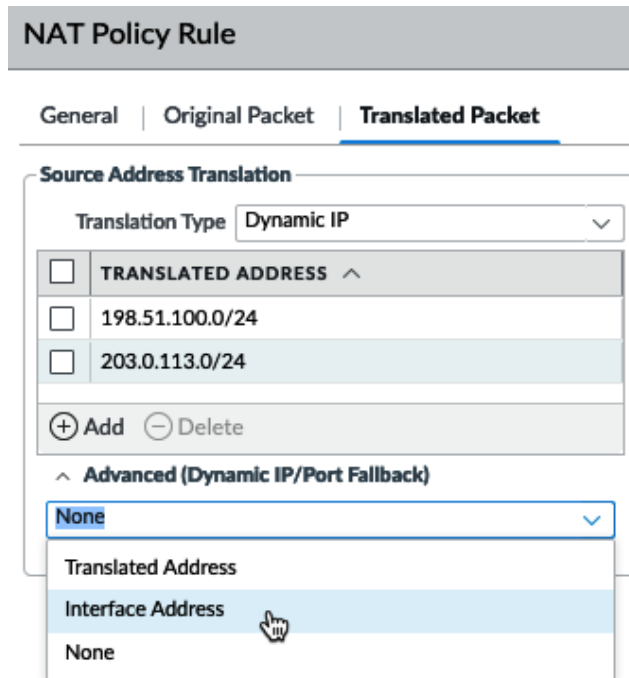 NAT Policy Rule
General | Original Packet | Translated Packet
Source Address Translation
Translation Type Dynamic IP
TRANSLATED ADDRESS
198.51.100.0/24
203.0.113.0/24
Add Delete
Advanced (Dynamic IP/Port Fallback)
None
Translated Address
Interface Address
None